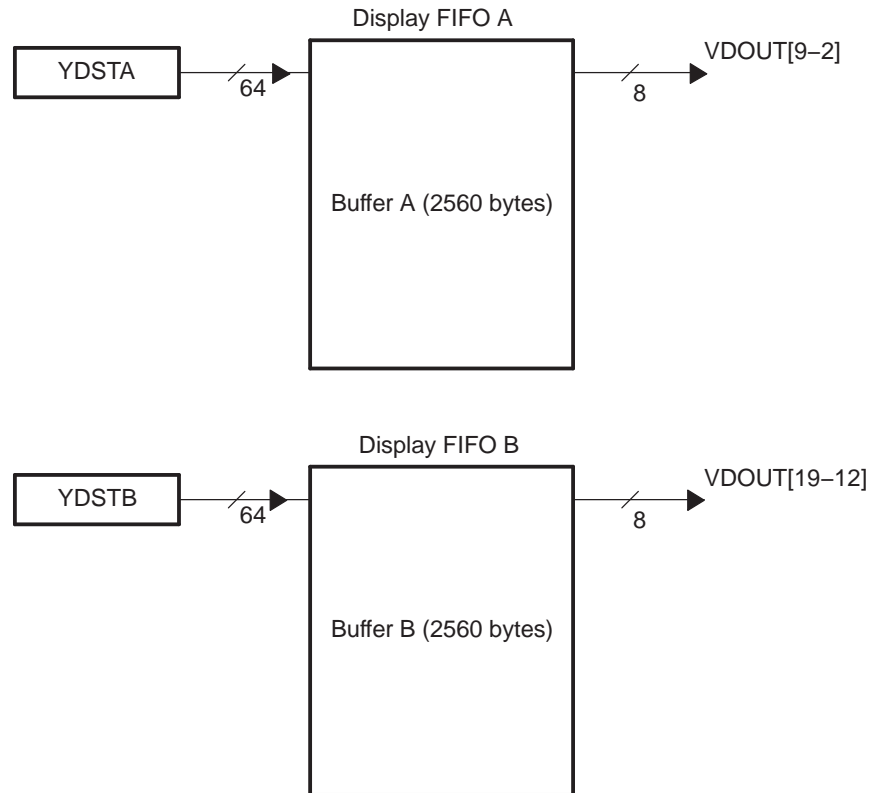 Display FIFO A
YDSTA
64
8
VDOUT[9–2]
Buffer A (2560 bytes)
Display FIFO B
YDSTB
64
8
VDOUT[19–12]
Buffer B (2560 bytes)